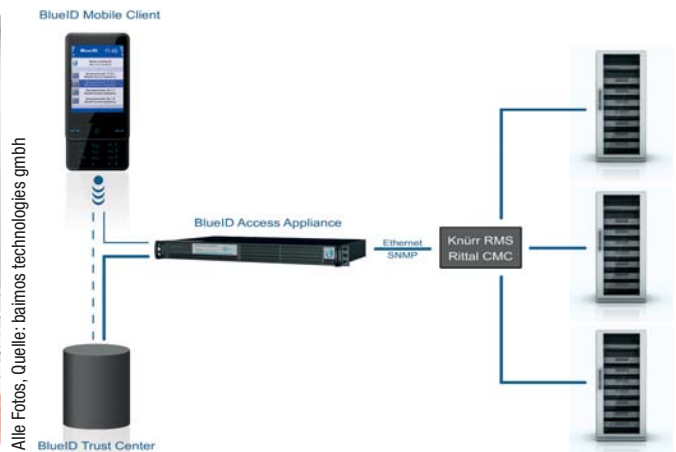 BlueID Mobile Client
Alle Fotos, Quelle: baimos technologies gmbh
BlueID Access Appliance
Ethernet
SNMP
Knürr RMS
Rittal CMC
BlueID Trust Center